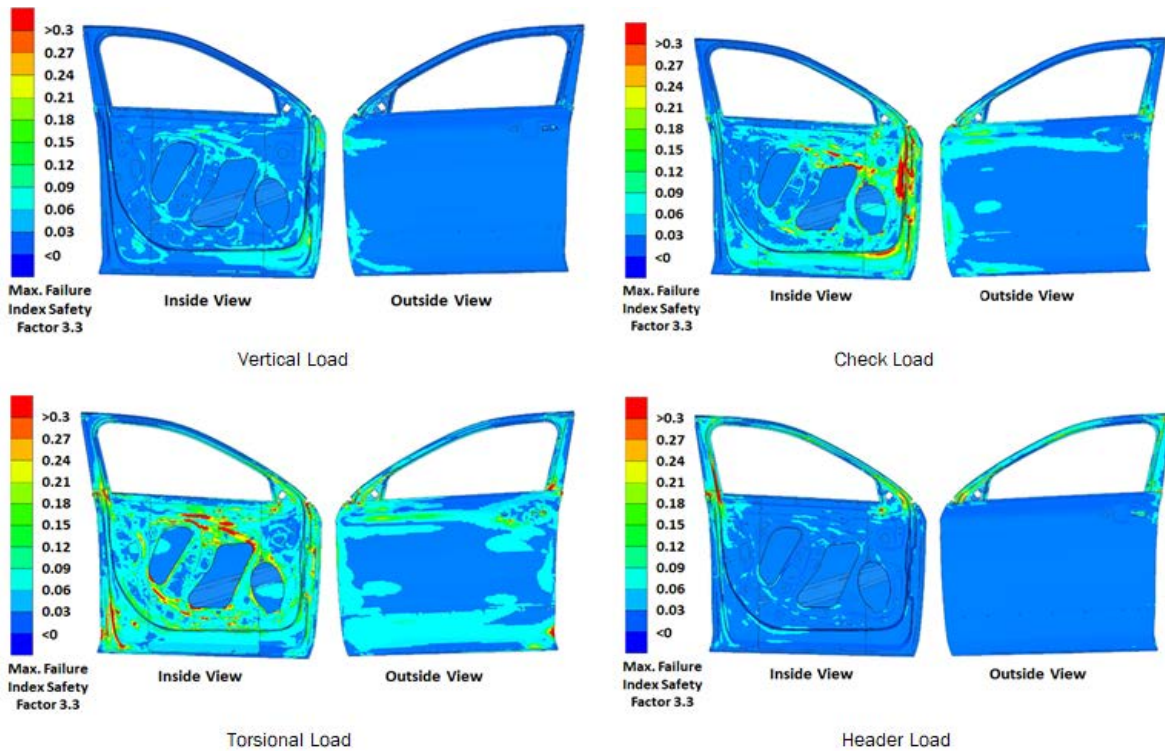 >0.3
0.27
0.24
0.21
0.18
0.15
0.12
0.09
0.06
0.03
<0
Max. Failure
Index Safety
Factor 3.3
Inside View
Outside View
Vertical Load
>0.3
0.27
0.24
0.21
0.18
0.15
0.12
0.09
0.06
0.03
<0
Max. Failure
Index Safety
Factor 3.3
Inside View
Outside View
Check Load
>0.3
0.27
0.24
0.21
0.18
0.15
0.12
0.09
0.06
0.03
<0
Max. Failure
Index Safety
Factor 3.3
Inside View
Outside View
Torsional Load
>0.3
0.27
0.24
0.21
0.18
0.15
0.12
0.09
0.06
0.03
<0
Max. Failure
Index Safety
Factor 3.3
Inside View
Outside View
Header Load